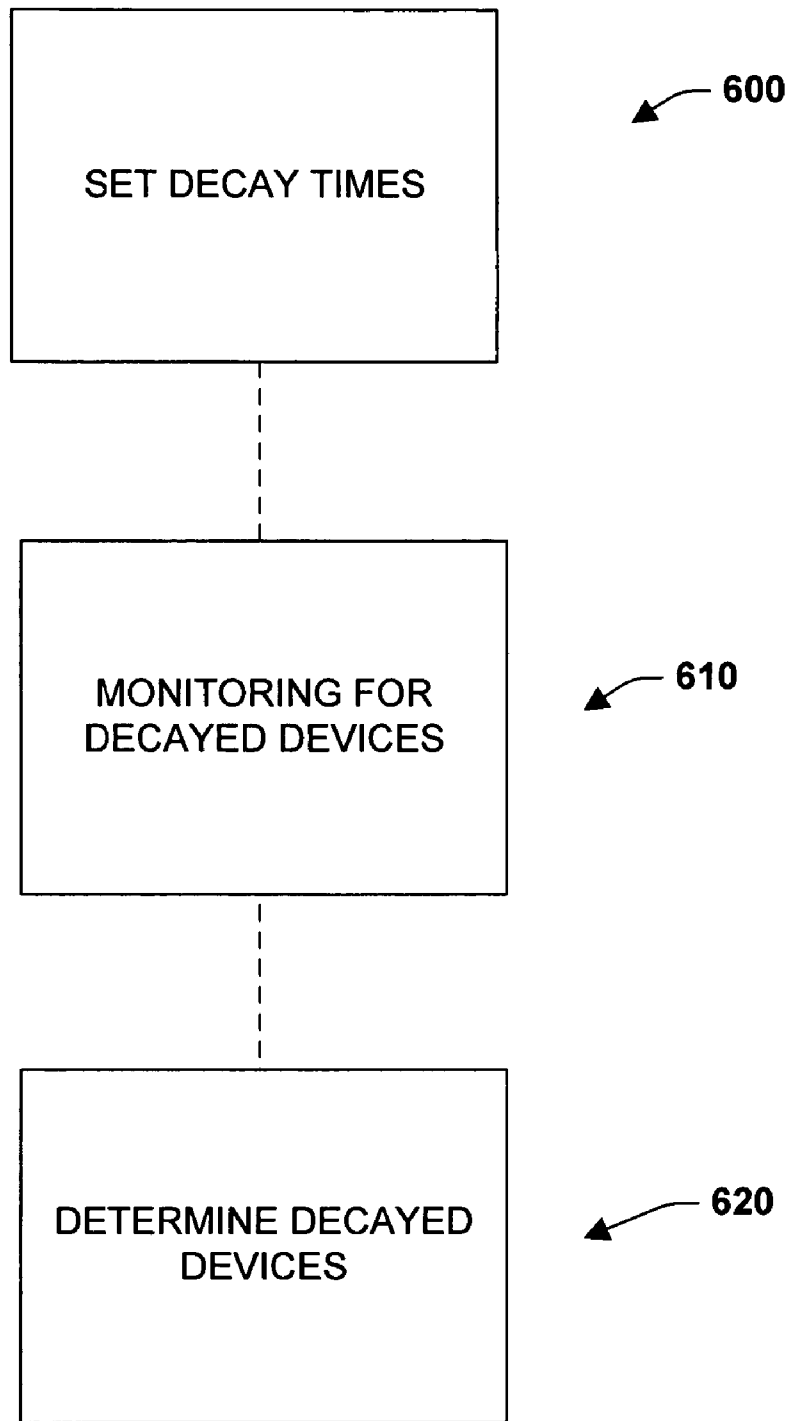 600
SET DECAY TIMES
610
MONITORING FOR
DECAYED DEVICES
620
DETERMINE DECAYED
DEVICES